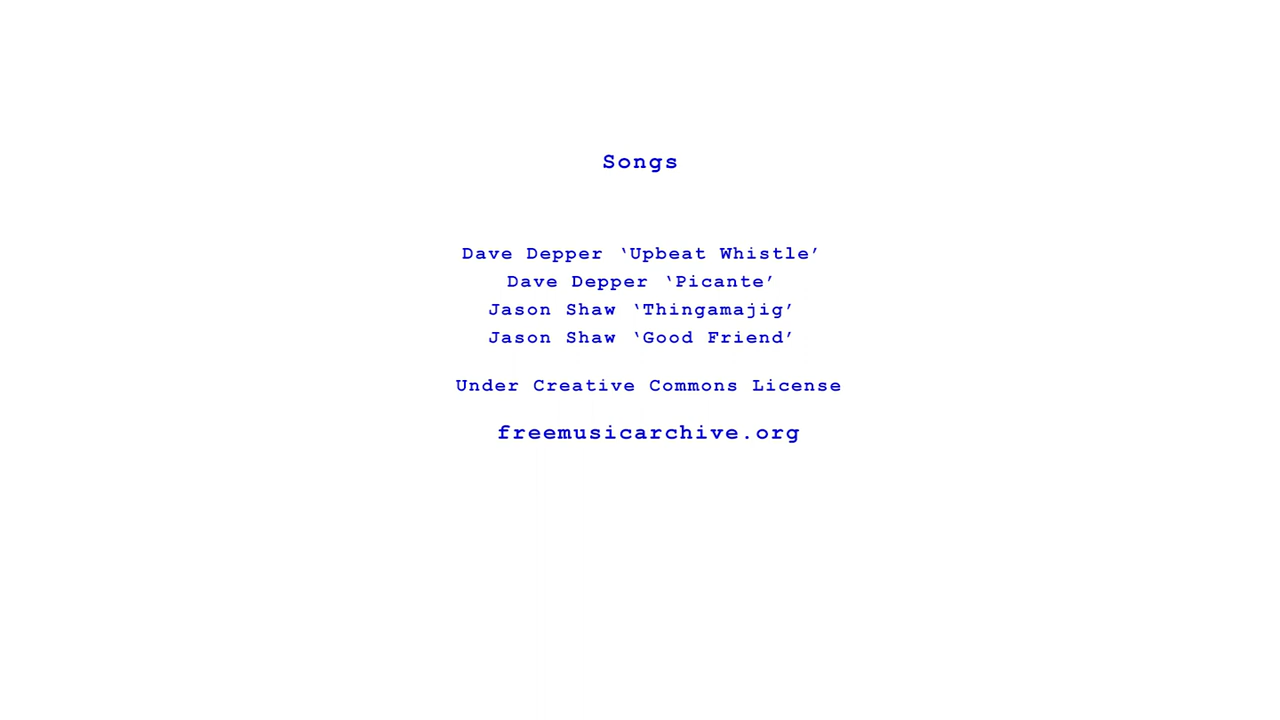 Songs
Dave Depper ‘Upbeat Whistle’
Dave Depper ‘Picante’
Jason Shaw ‘Thingamajig’
Jason Shaw ‘Good Friend’
Under Creative Commons License
freemusicarchive.org